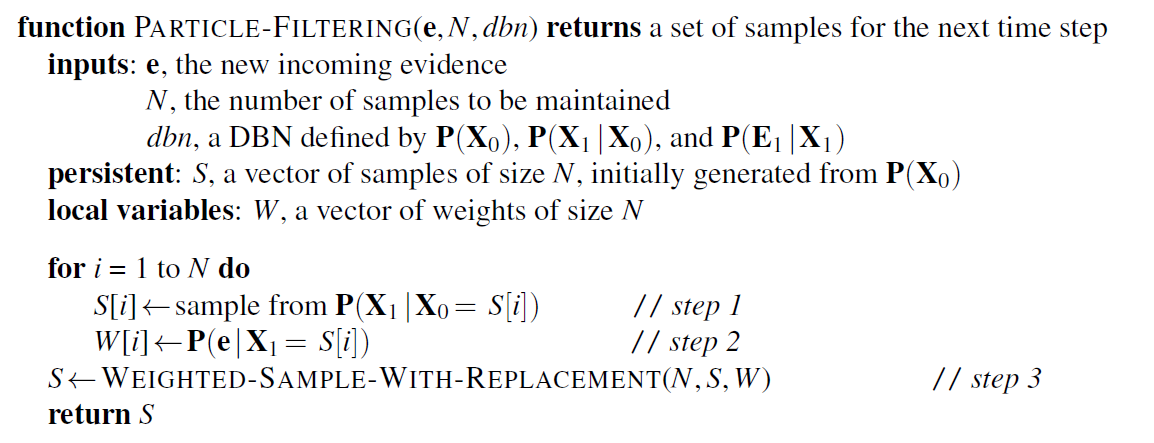 function PARTICLE-FILTERING(e, N, dbn) returns a set of samples for the next time step
inputs: e, the new incoming evidence
N, the number of samples to be maintained
dbn, a DBN defined by P(X₀), P(X₁ | X₀), and P(E₁ | X₁)
persistent: S, a vector of samples of size N, initially generated from P(X₀)
local variables: W, a vector of weights of size N
for i = 1 to N do
S[i] ← sample from P(X₁ | X₀ = S[i]) // step 1
W[i] ← P(e | X₁ = S[i]) // step 2
S ← WEIGHTED-SAMPLE-WITH-REPLACEMENT(N, S, W) // step 3
return S